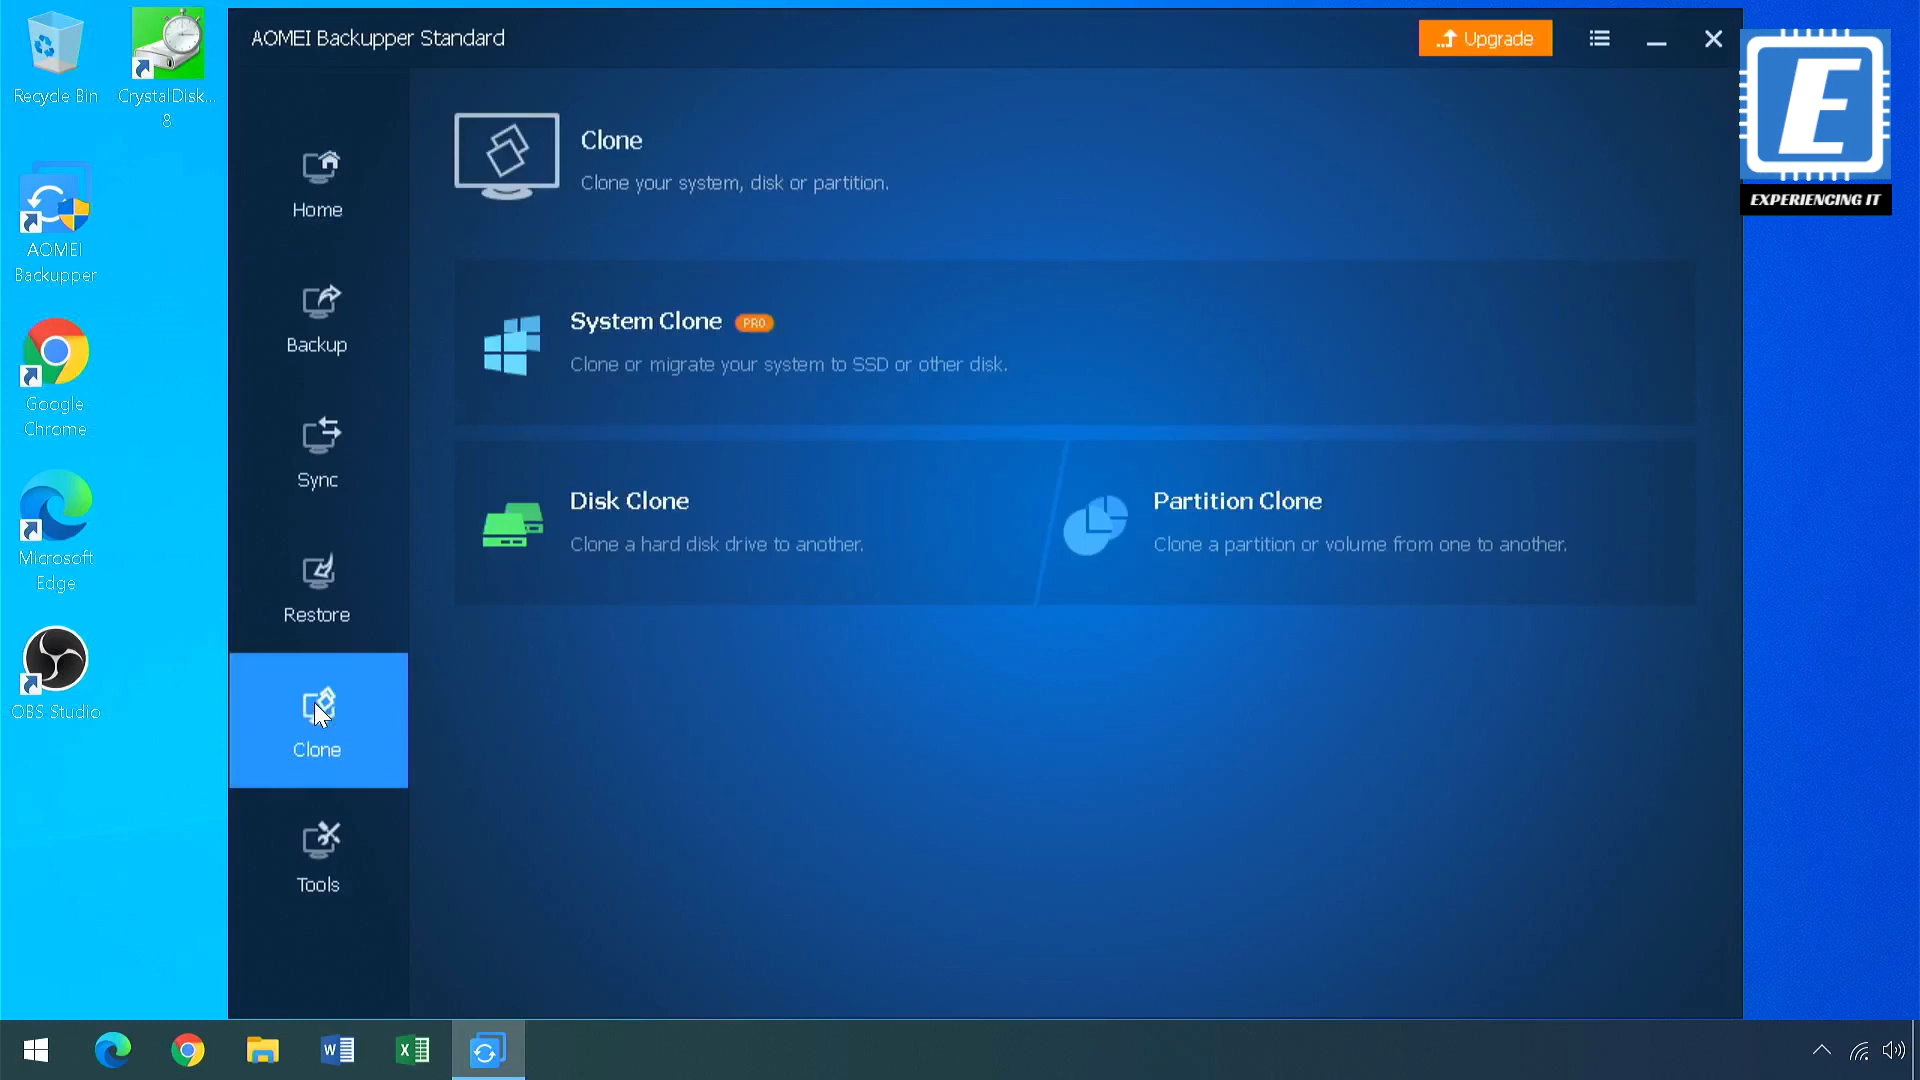 Recycle Bin
CrystalDisk...
8
AOMEI
Backupper
Google
Chrome
Microsoft
Edge
OBS Studio
AOMEI Backupper Standard
Upgrade
Home
Backup
Sync
Restore
Clone
Tools
Clone
Clone your system, disk or partition.
System Clone PRO
Clone or migrate your system to SSD or other disk.
Disk Clone
Clone a hard disk drive to another.
Partition Clone
Clone a partition or volume from one to another.
E
EXPERIENCING IT
W
X